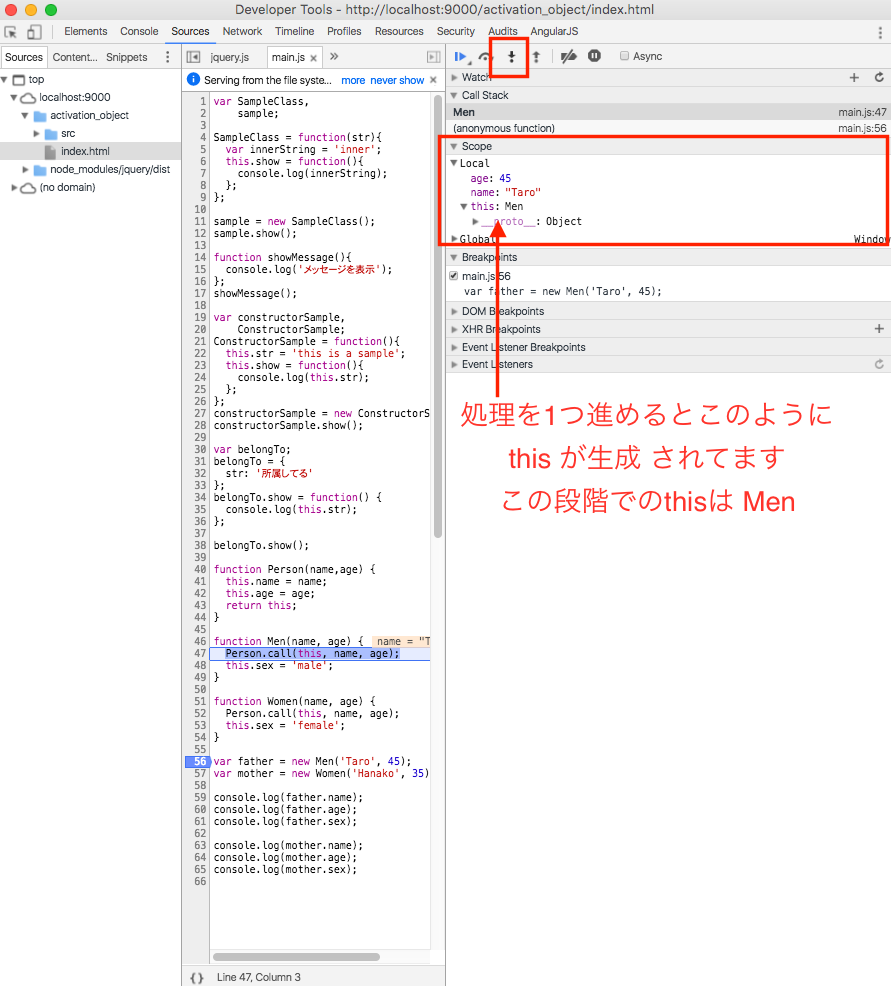 Developer Tools - http://localhost:9000/activation_object/index.html
Elements Console Sources Network Timeline Profiles Resources Security Audits AngularJS
Sources Content... Snippets
jquery.js main.js × »
Async
top
localhost:9000
activation_object
src
index.html
node_modules/jquery/dist
(no domain)
Serving from the file syste... more never show ×
1 var SampleClass,
2 sample;
3
4 SampleClass = function(str){
5 var innerString = 'inner';
6 this.show = function(){
7 console.log(innerString);
8 };
9 };
10
11 sample = new SampleClass();
12 sample.show();
13
14 function showMessage(){
15 console.log('メッセージを表示');
16 };
17 showMessage();
18
19 var constructorSample,
20 ConstructorSample;
21 ConstructorSample = function(){
22 this.str = 'this is a sample';
23 this.show = function(){
24 console.log(this.str);
25 };
26 };
27 constructorSample = new ConstructorS
28 constructorSample.show();
29
30 var belongTo;
31 belongTo = {
32 str: '所属してる'
33 };
34 belongTo.show = function() {
35 console.log(this.str);
36 };
37
38 belongTo.show();
39
40 function Person(name,age) {
41 this.name = name;
42 this.age = age;
43 return this;
44 }
45
46 function Men(name, age) { name = "T
47 Person.call(this, name, age);
48 this.sex = 'male';
49 }
50
51 function Women(name, age) {
52 Person.call(this, name, age);
53 this.sex = 'female';
54 }
55
56 var father = new Men('Taro', 45);
57 var mother = new Women('Hanako', 35)
58
59 console.log(father.name);
60 console.log(father.age);
61 console.log(father.sex);
62
63 console.log(mother.name);
64 console.log(mother.age);
65 console.log(mother.sex);
66
{} Line 47, Column 3
Watch
Call Stack
Men main.js:47
(anonymous function) main.js:56
Scope
Local
age: 45
name: "Taro"
this: Men
__proto__: Object
Global Window
Breakpoints
main.js:56
var father = new Men('Taro', 45);
DOM Breakpoints
XHR Breakpoints
Event Listener Breakpoints
Event Listeners
処理を1つ進めるとこのように
this が生成 されてます
この段階でのthisは Men